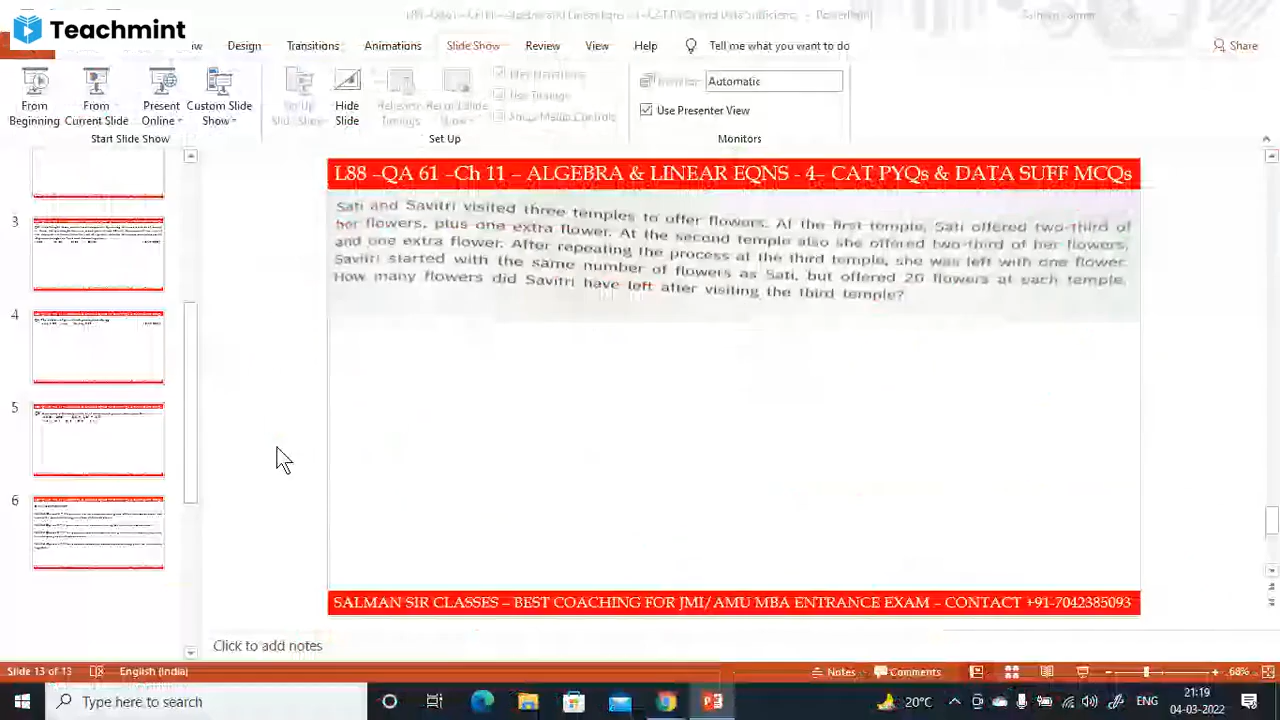 Teachmint
Design Transitions Animations Slide Show Review View Help Tell me what you want to do Share
From Beginning
From Current Slide
Present Online
Custom Slide Show
Hide Slide
Automatic
Use Presenter View
Start Slide Show
Set Up
Monitors
3
4
5
6
L88 –QA 61 –Ch 11 – ALGEBRA & LINEAR EQNS - 4– CAT PYQs & DATA SUFF MCQs
Sati and Savitri visited three temples to offer flowers. In the first temple, Sati offered two-third of
her flowers, plus one extra flower. At the second temple also she offered two-third of her flowers,
and one extra flower. After repeating the process at the third temple, she was left with one flower.
Savitri started with the same number of flowers as Sati, but offered 20 flowers at each temple.
How many flowers did Savitri have left after visiting the third temple?
SALMAN SIR CLASSES – BEST COACHING FOR JMI/AMU MBA ENTRANCE EXAM – CONTACT +91-7042385093
Click to add notes
Slide 13 of 13 English (India) Notes Comments 68%
Type here to search 20°C ENG 21:19
04-03-2022